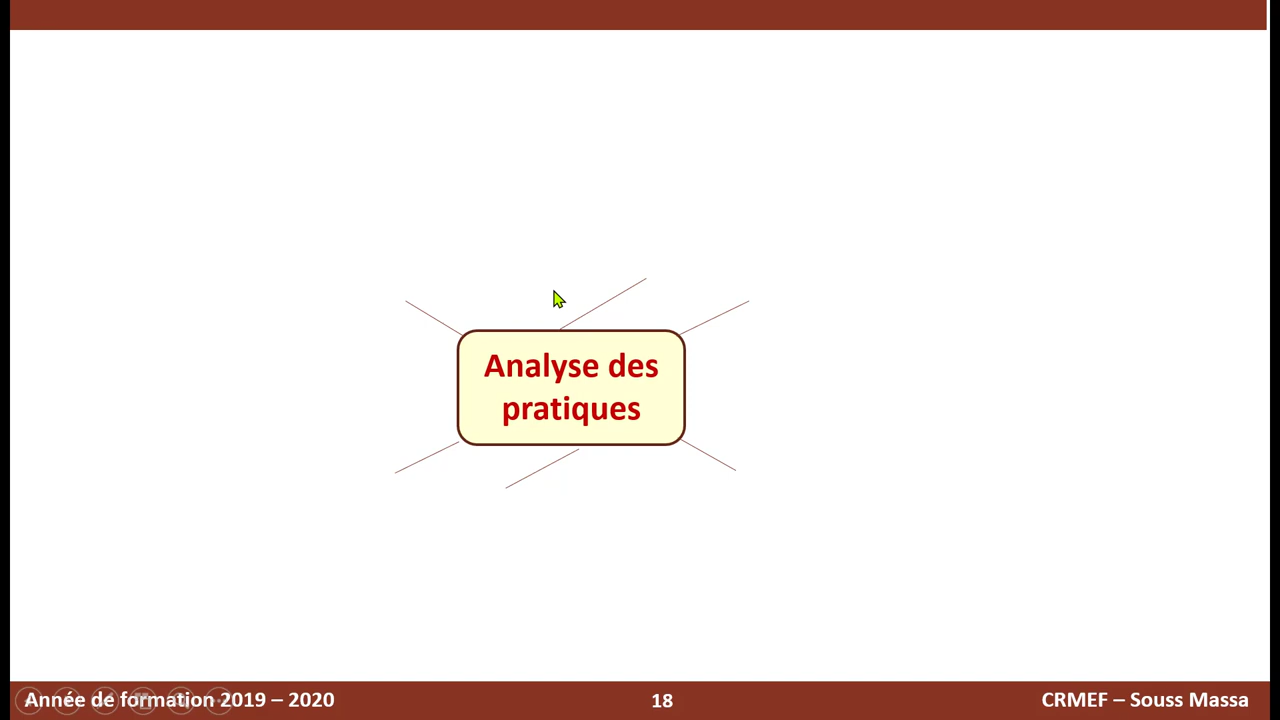 Analyse des
pratiques
Année de formation 2019 – 2020
18
CRMEF – Souss Massa